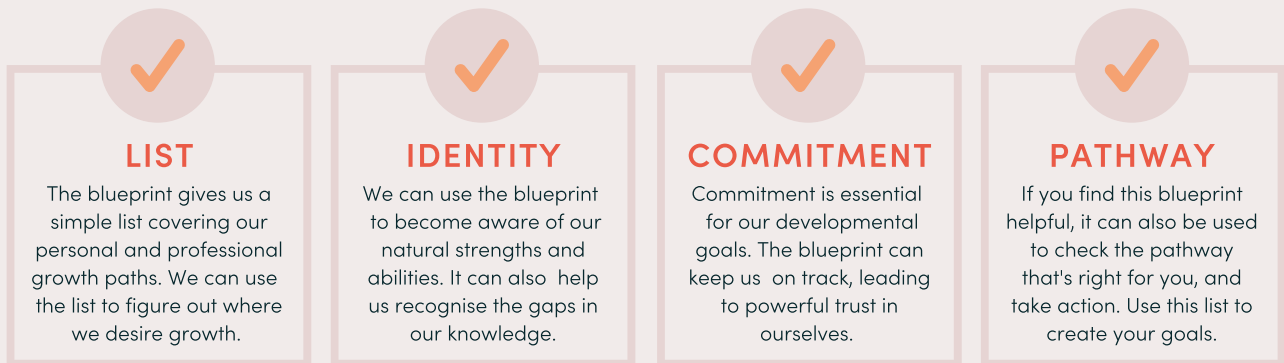 LIST
The blueprint gives us a
simple list covering our
personal and professional
growth paths. We can use
the list to figure out where
we desire growth.
IDENTITY
We can use the blueprint
to become aware of our
natural strengths and
abilities. It can also  help
us recognise the gaps in
our knowledge.
COMMITMENT
Commitment is essential
for our developmental
goals. The blueprint can
keep us  on track, leading
to powerful trust in
ourselves.
PATHWAY
If you find this blueprint
helpful, it can also be used
to check the pathway
that's right for you, and
take action. Use this list to
create your goals.